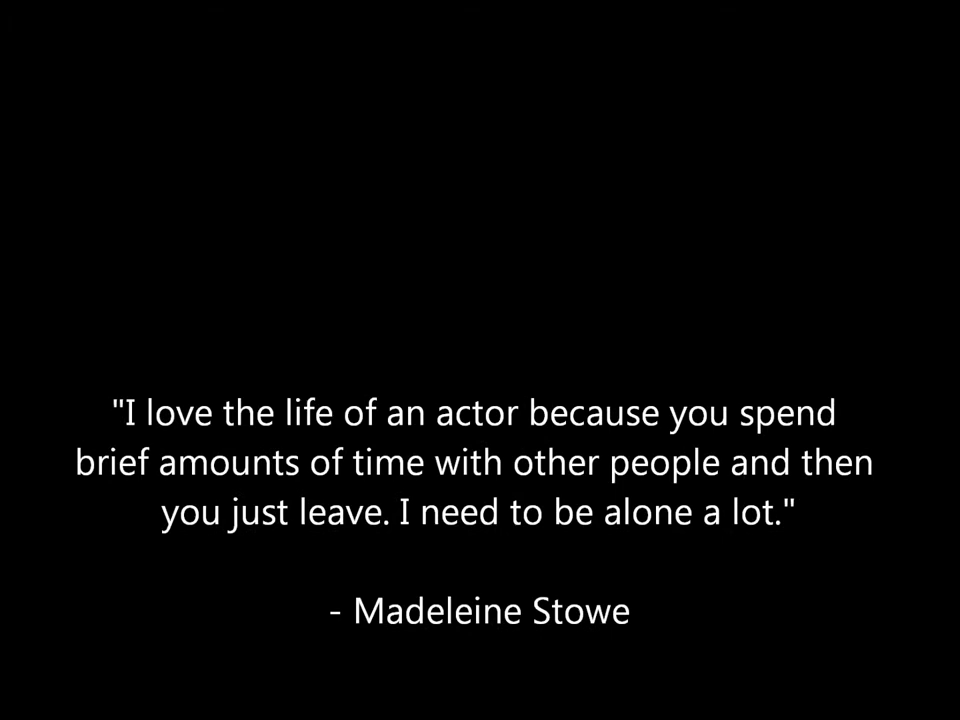 "I love the life of an actor because you spend
brief amounts of time with other people and then
you just leave. I need to be alone a lot."
- Madeleine Stowe